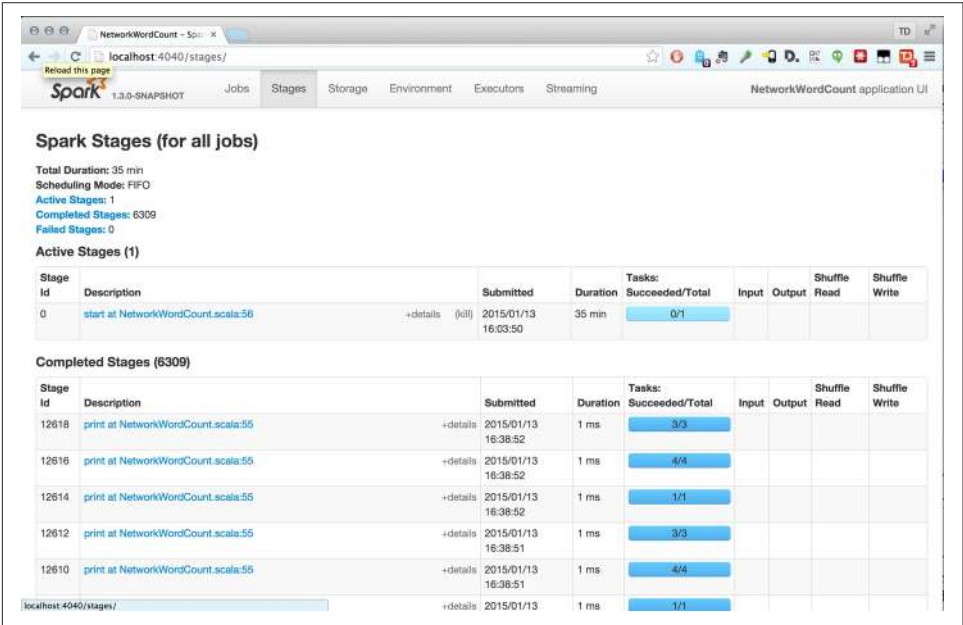 NetworkWordCount - Spa
TD
localhost:4040/stages/
Reload this page
Spark 1.3.0-SNAPSHOT Jobs Stages Storage Environment Executors Streaming NetworkWordCount application UI
Spark Stages (for all jobs)
Total Duration: 35 min
Scheduling Mode: FIFO
Active Stages: 1
Completed Stages: 6309
Failed Stages: 0
Active Stages (1)
Stage Id Description Submitted Duration Tasks: Succeeded/Total Input Output Shuffle Read Shuffle Write
0 start at NetworkWordCount.scala:56 +details (kill) 2015/01/13 16:03:50 35 min 0/1
Completed Stages (6309)
Stage Id Description Submitted Duration Tasks: Succeeded/Total Input Output Shuffle Read Shuffle Write
12618 print at NetworkWordCount.scala:55 +details 2015/01/13 16:38:52 1 ms 3/3
12616 print at NetworkWordCount.scala:55 +details 2015/01/13 16:38:52 1 ms 4/4
12614 print at NetworkWordCount.scala:55 +details 2015/01/13 16:38:52 1 ms 1/1
12612 print at NetworkWordCount.scala:55 +details 2015/01/13 16:38:51 1 ms 3/3
12610 print at NetworkWordCount.scala:55 +details 2015/01/13 16:38:51 1 ms 4/4
localhost:4040/stages/ +details 2015/01/13 1 ms 1/1